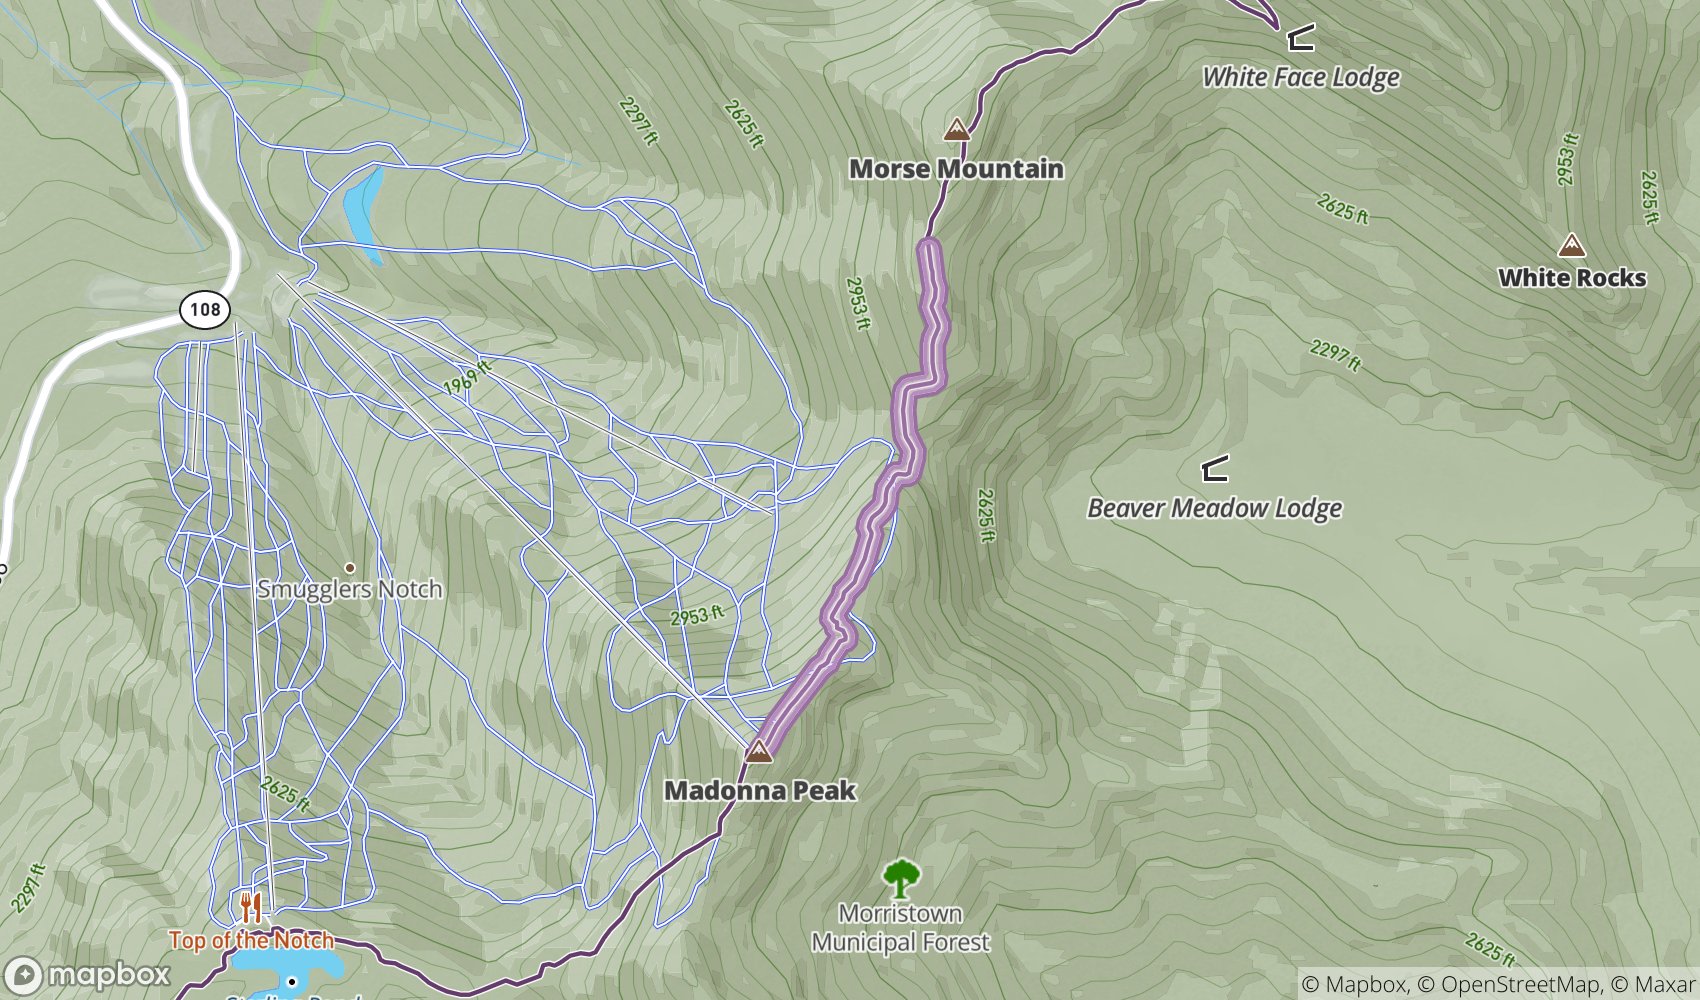 2297 ft
2625 ft
White Face Lodge
Morse Mountain
2953 ft
2625 ft
2625 ft
White Rocks
108
2953 ft
2297 ft
1969 ft
Beaver Meadow Lodge
2625 ft
Smugglers Notch
2953 ft
Madonna Peak
2625 ft
2297 ft
Morristown
Municipal Forest
Top of the Notch
2625 ft
mapbox
© Mapbox, © OpenStreetMap, © Maxar